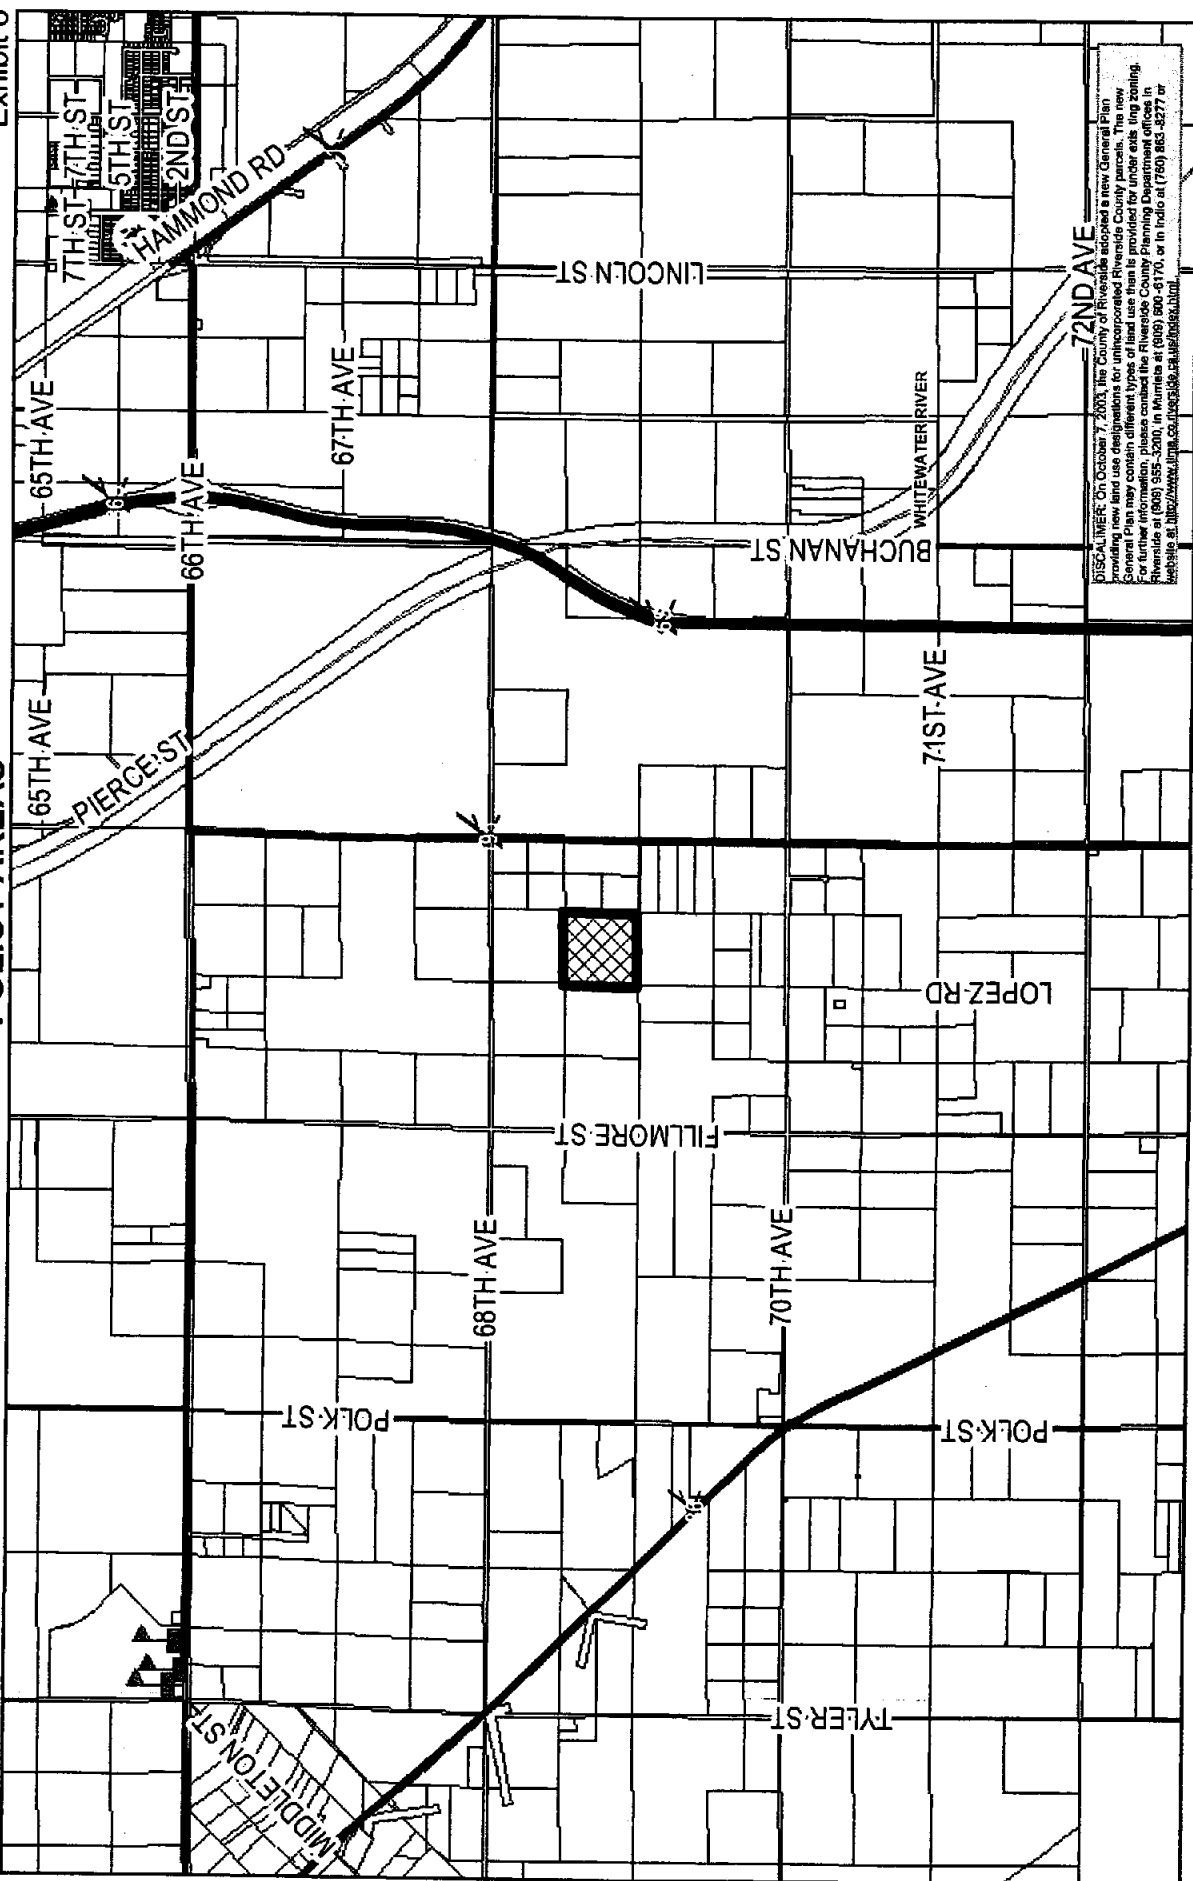 7TH ST
7TH ST
5TH ST
2ND ST
HAMMOND RD
65TH AVE
65TH AVE
66TH AVE
67TH AVE
PIERCE ST
LINCOLN ST
BUCHANAN ST
WHITEWATER RIVER
72ND AVE
71ST AVE
LOPEZ RD
FILLMORE ST
68TH AVE
70TH AVE
POLK ST
POLK ST
TYLER ST
MIDDLETON ST
DISCALIMER: On October 7, 2003, the County of Riverside adopted a new General Plan
providing new land use designations for unincorporated Riverside County parcels. The new
General Plan may contain different types of land use than is provided for under existing zoning.
For further information, please contact the Riverside County Planning Department offices in
Riverside at (909) 955-3200, in Murrieta at (909) 600-6170, or in Indio at (760) 863-8277 or
website at http://www.tlma.co.riverside.ca.us/index.html